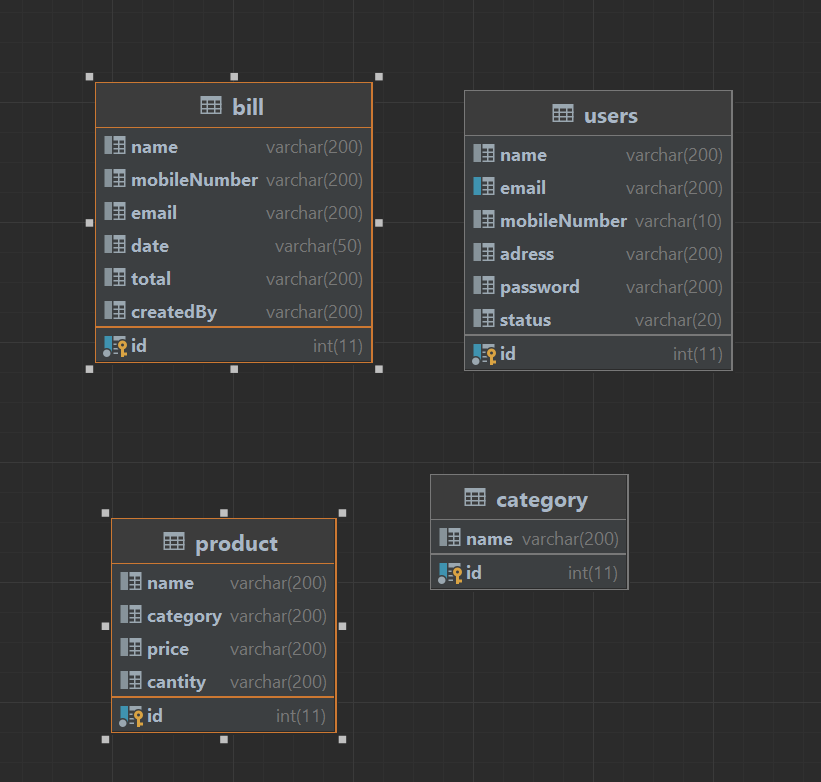 bill
name varchar(200)
mobileNumber varchar(200)
email varchar(200)
date varchar(50)
total varchar(200)
createdBy varchar(200)
id int(11)
users
name varchar(200)
email varchar(200)
mobileNumber varchar(10)
adress varchar(200)
password varchar(200)
status varchar(20)
id int(11)
product
name varchar(200)
category varchar(200)
price varchar(200)
cantity varchar(200)
id int(11)
category
name varchar(200)
id int(11)